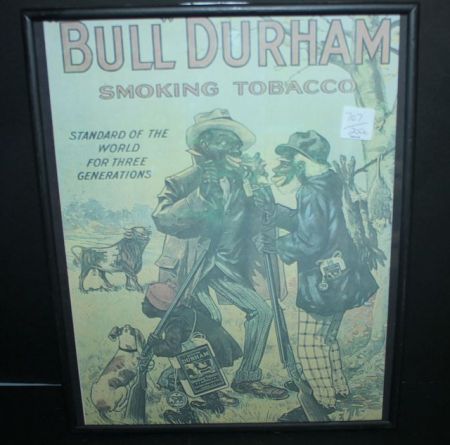 "BULL" DURHAM
SMOKING TOBACCO
STANDARD OF THE
WORLD
FOR THREE
GENERATIONS
DURHAM